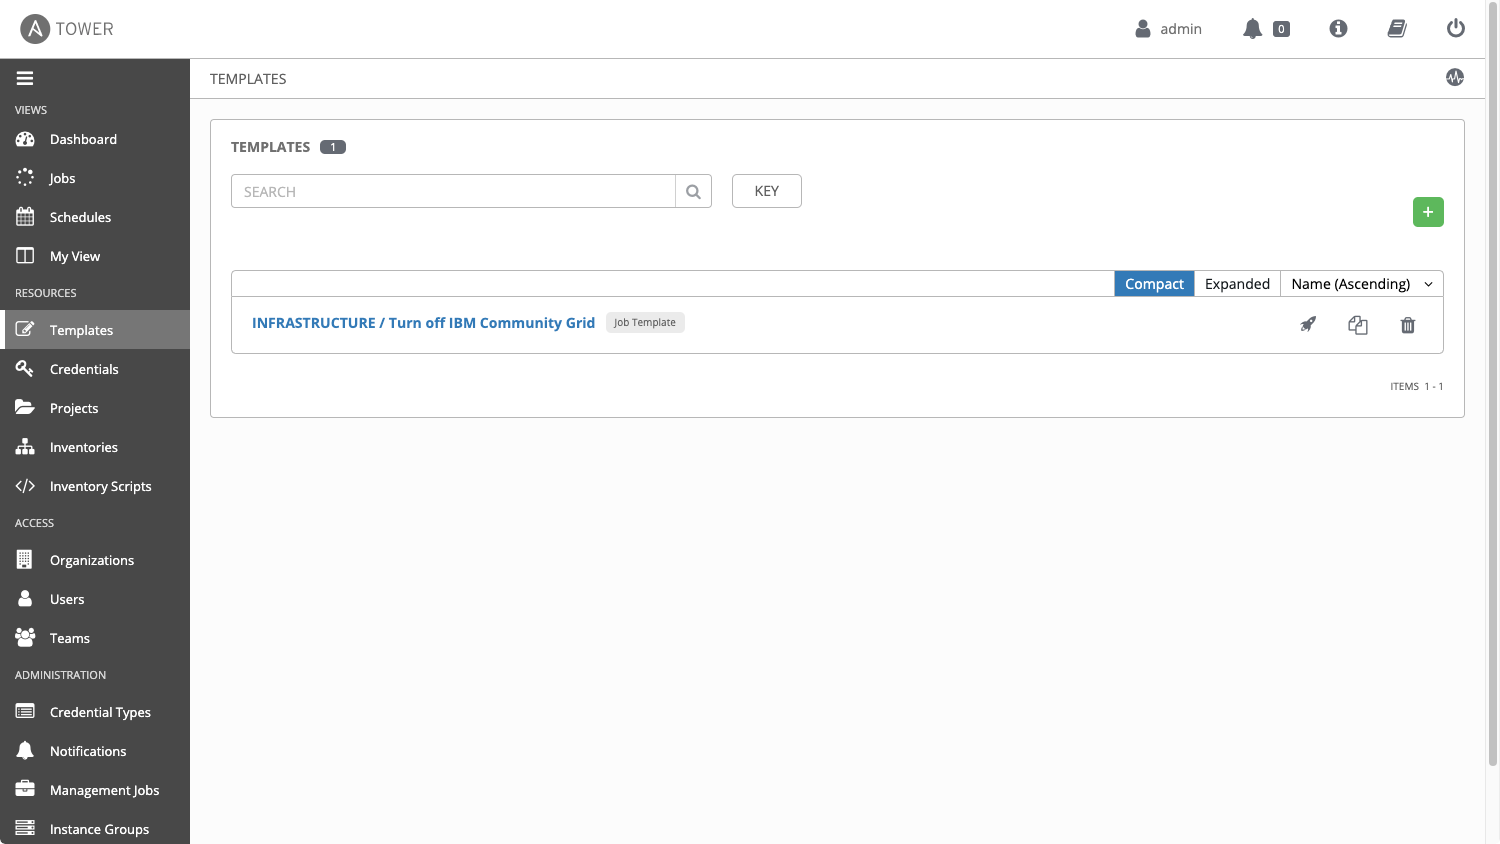 TOWER
admin
0
TEMPLATES
VIEWS
Dashboard
Jobs
Schedules
My View
RESOURCES
Templates
Credentials
Projects
Inventories
Inventory Scripts
ACCESS
Organizations
Users
Teams
ADMINISTRATION
Credential Types
Notifications
Management Jobs
Instance Groups
TEMPLATES 1
SEARCH
KEY
+
Compact Expanded Name (Ascending)
INFRASTRUCTURE / Turn off IBM Community Grid Job Template
ITEMS 1 - 1